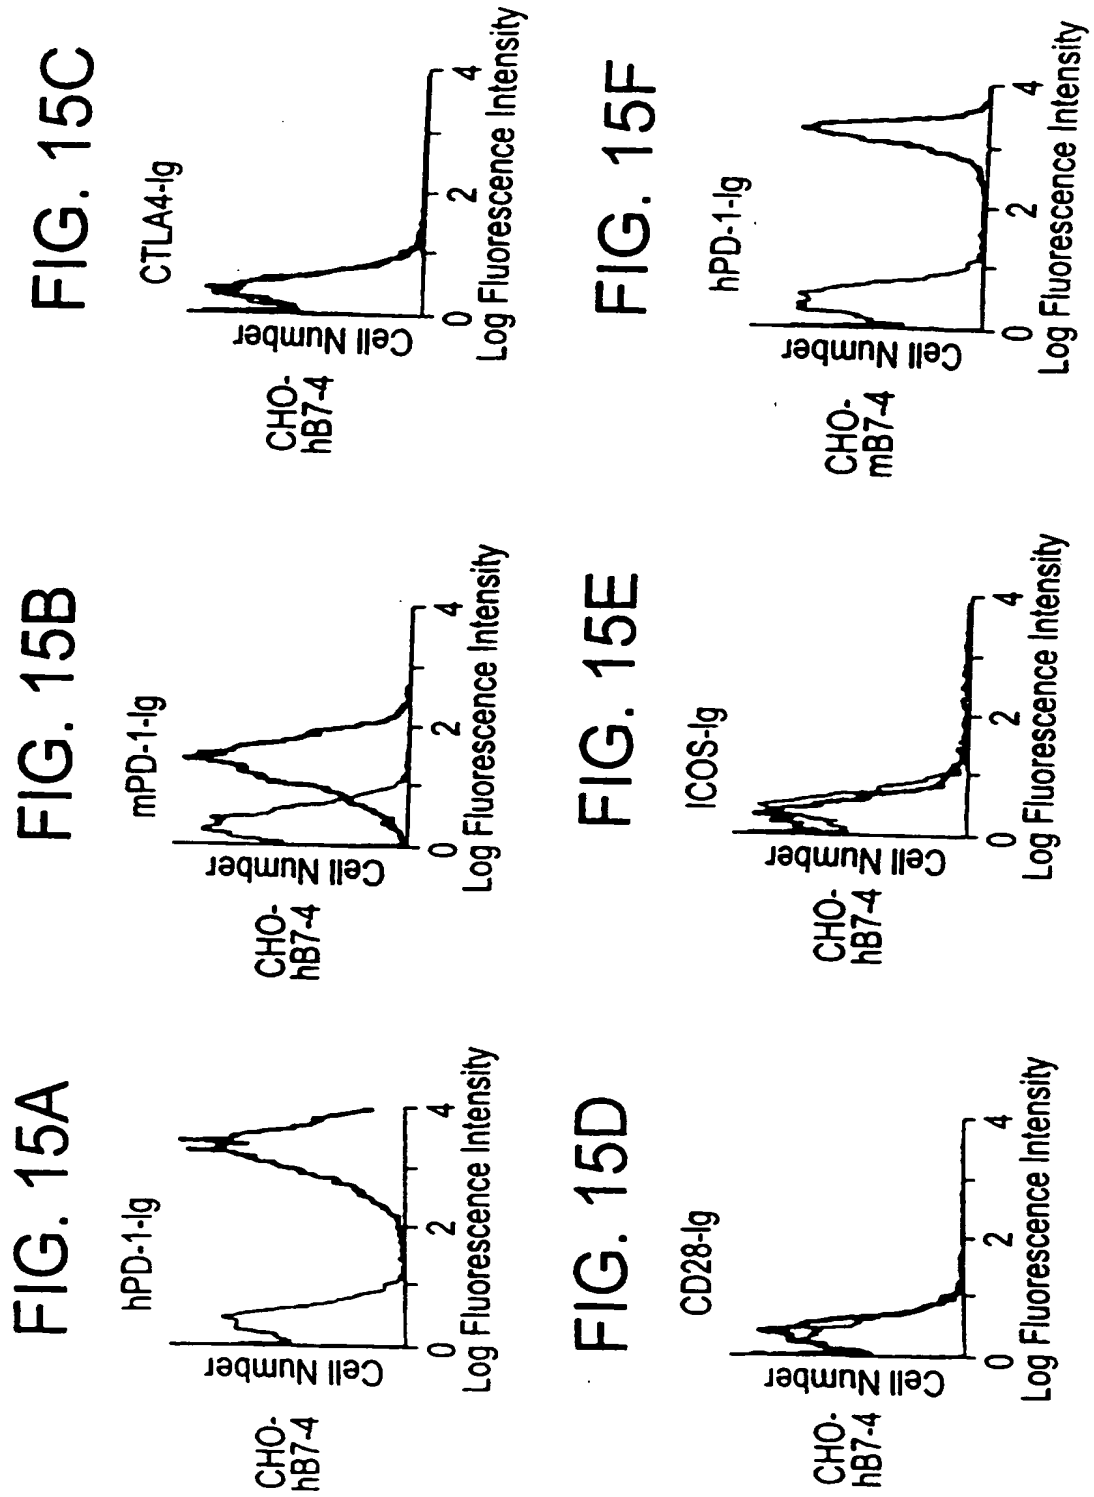 FIG. 15A
hPD-1-Ig
CHO-
hB7-4
Cell Number
0 2 4
Log Fluorescence Intensity
FIG. 15B
mPD-1-Ig
CHO-
hB7-4
Cell Number
0 2 4
Log Fluorescence Intensity
FIG. 15C
CTLA4-Ig
CHO-
hB7-4
Cell Number
0 2 4
Log Fluorescence Intensity
FIG. 15D
CD28-Ig
CHO-
hB7-4
Cell Number
0 2 4
Log Fluorescence Intensity
FIG. 15E
ICOS-Ig
CHO-
hB7-4
Cell Number
0 2 4
Log Fluorescence Intensity
FIG. 15F
hPD-1-Ig
CHO-
mB7-4
Cell Number
0 2 4
Log Fluorescence Intensity